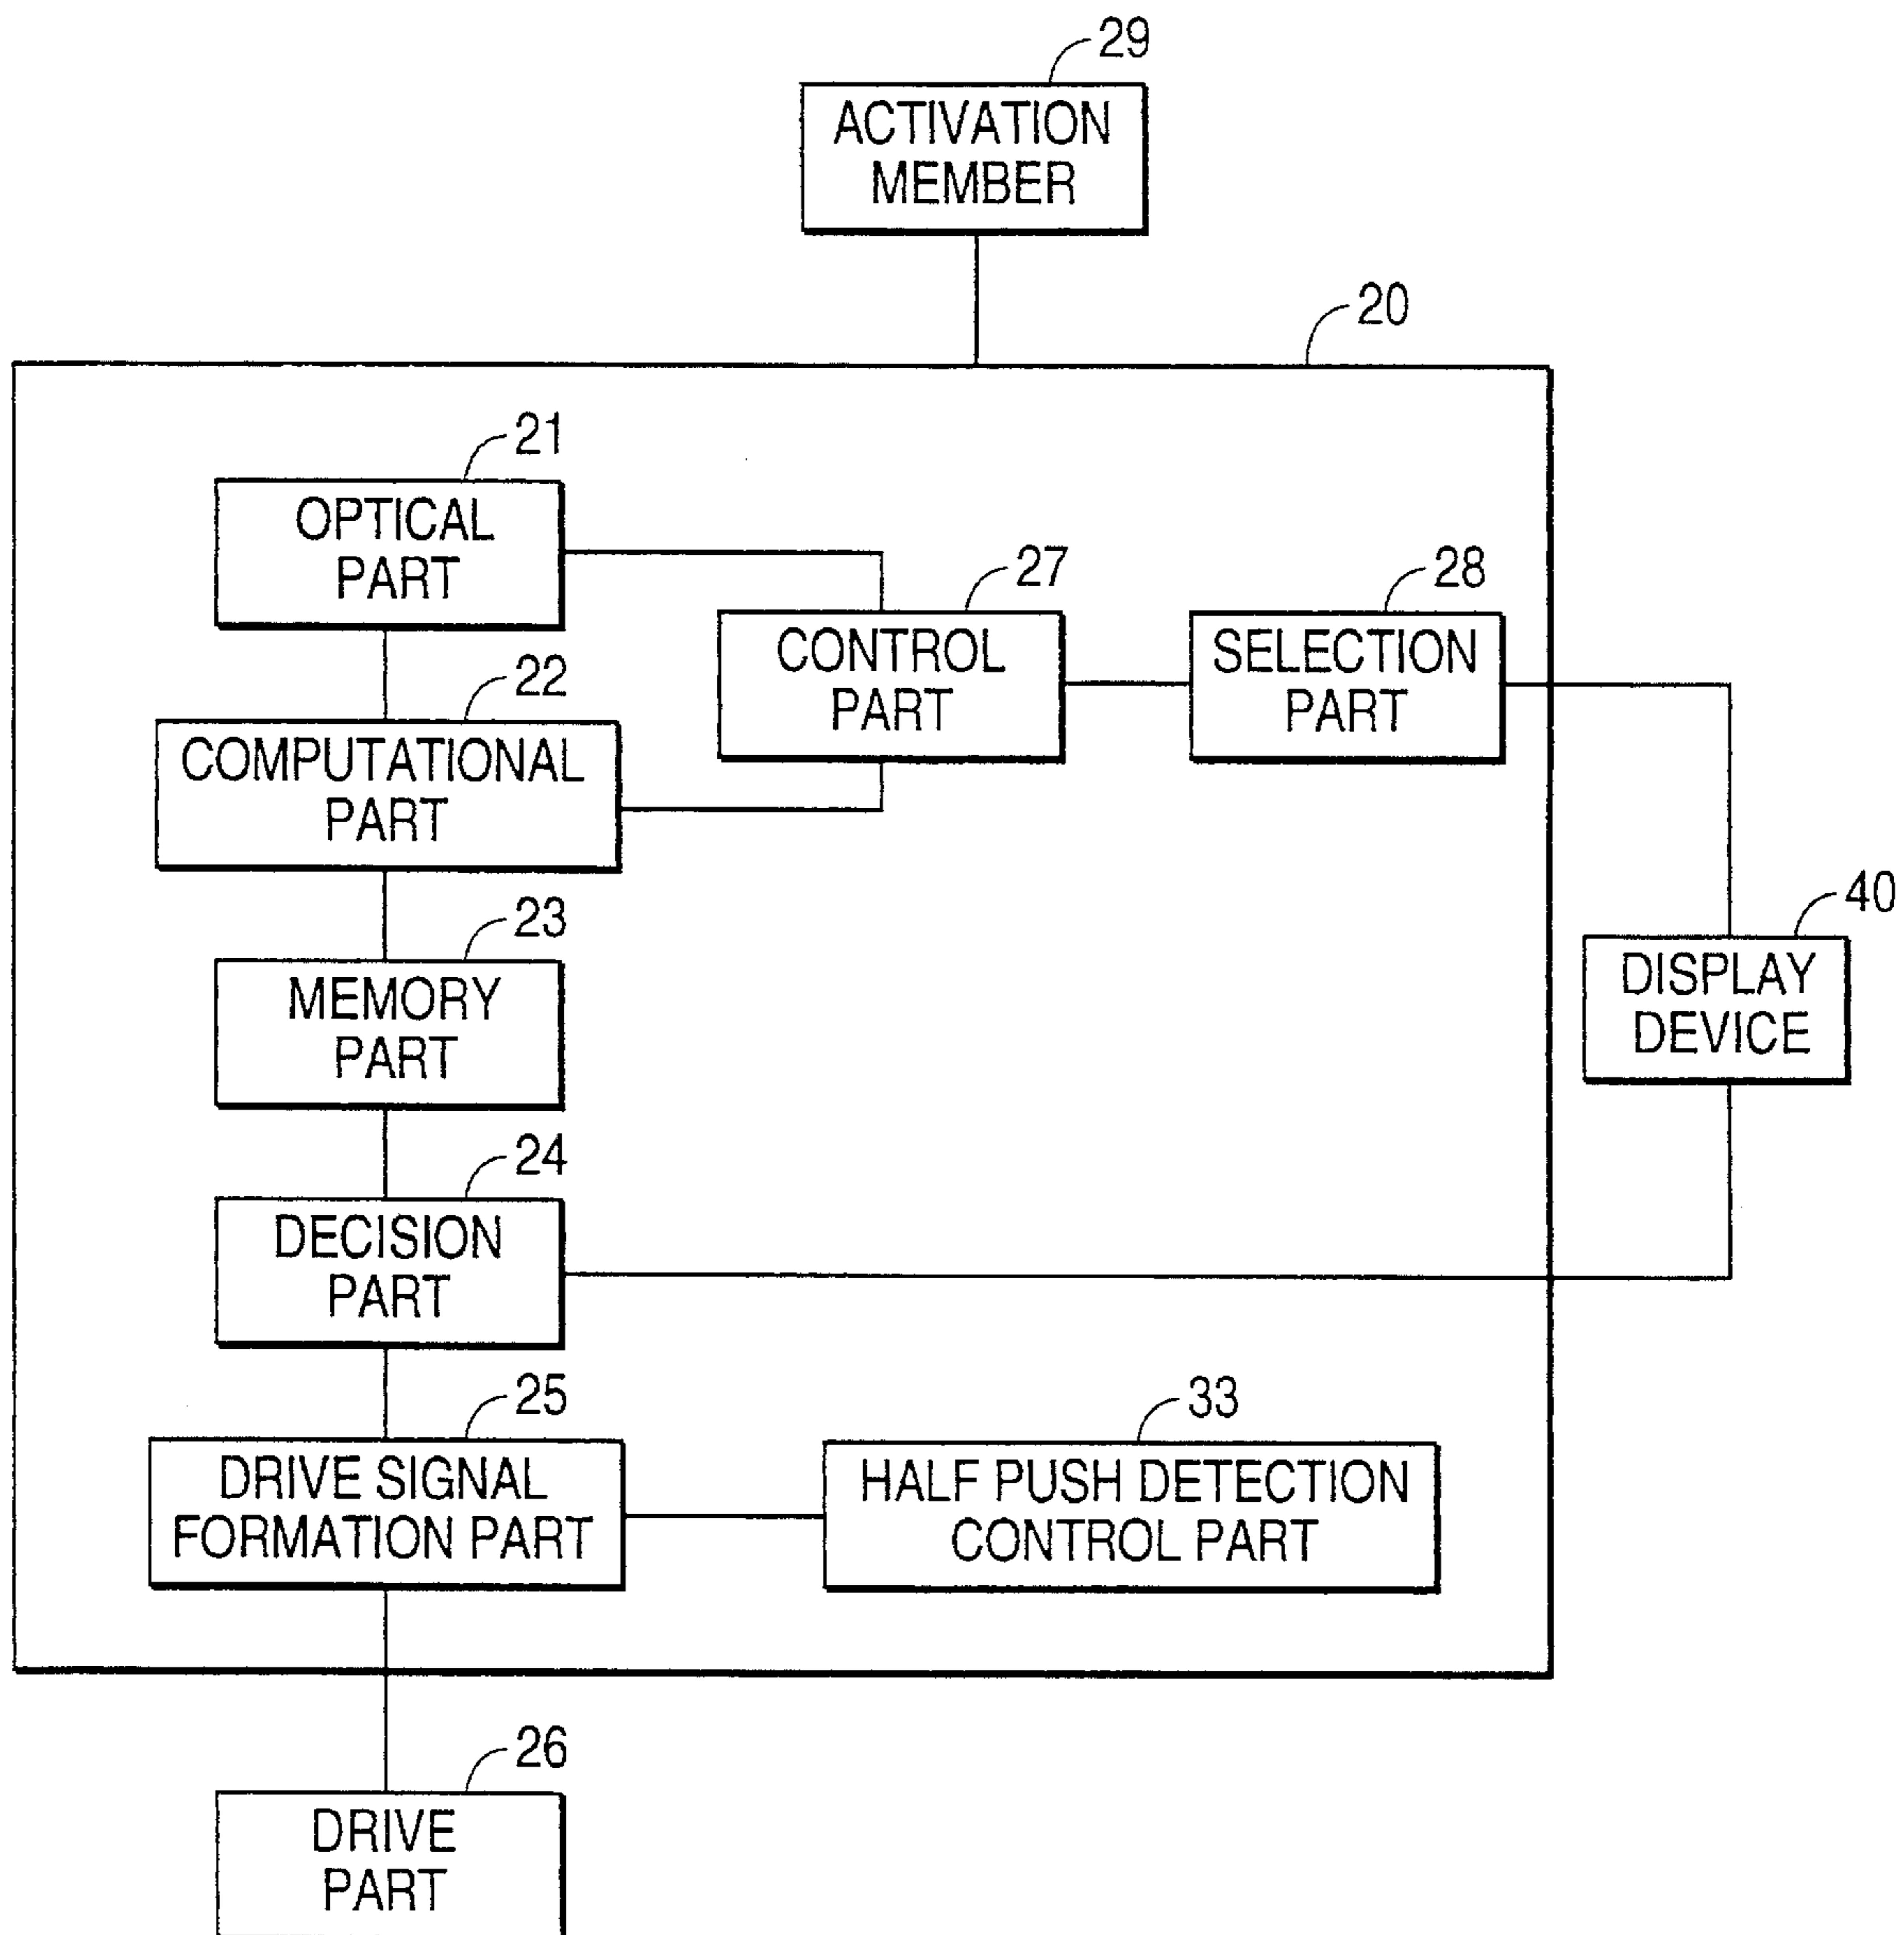 29
ACTIVATION
MEMBER
20
21
OPTICAL
PART
27
CONTROL
PART
28
SELECTION
PART
22
COMPUTATIONAL
PART
40
DISPLAY
DEVICE
23
MEMORY
PART
24
DECISION
PART
25
DRIVE SIGNAL
FORMATION PART
33
HALF PUSH DETECTION
CONTROL PART
26
DRIVE
PART